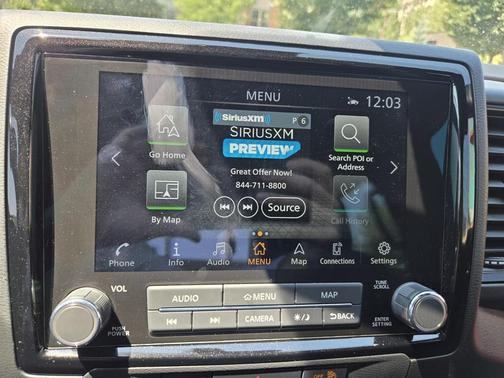 MENU
12:03
SiriusXM
P 6
SIRIUSXM
PREVIEW
Great Offer Now!
844-711-8800
Source
Go Home
Search POI or
Address
By Map
Call History
Phone
Info
Audio
MENU
Map
Connections
Settings
VOL
AUDIO
MENU
MAP
TUNE
SCROLL
CAMERA
BACK
PUSH
POWER
ENTER
SETTING
OFF